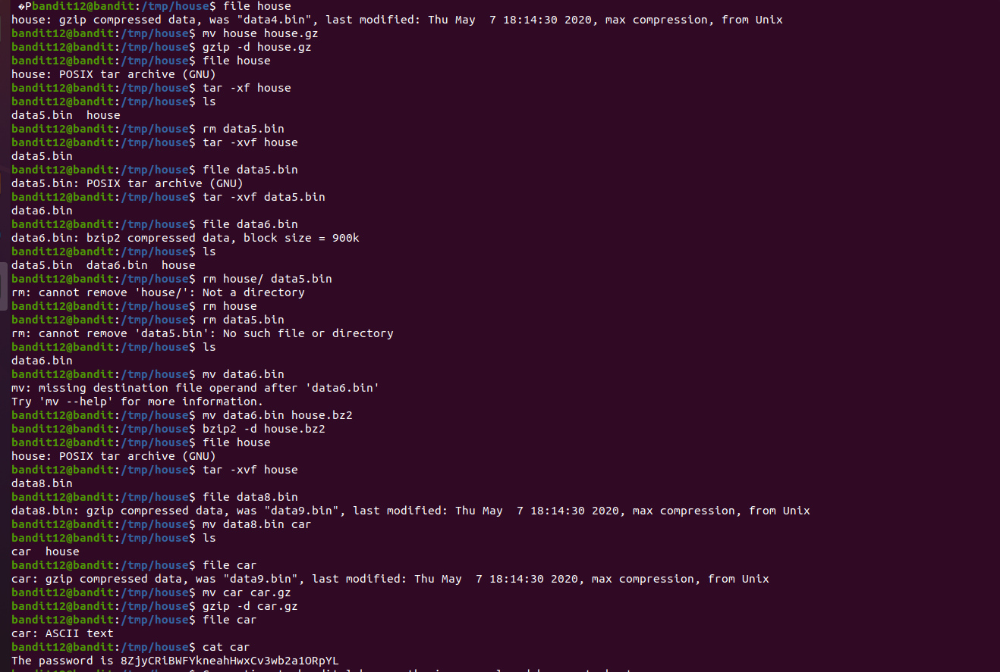 �Pbandit12@bandit:/tmp/house$ file house
house: gzip compressed data, was "data4.bin", last modified: Thu May  7 18:14:30 2020, max compression, from Unix
bandit12@bandit:/tmp/house$ mv house house.gz
bandit12@bandit:/tmp/house$ gzip -d house.gz
bandit12@bandit:/tmp/house$ file house
house: POSIX tar archive (GNU)
bandit12@bandit:/tmp/house$ tar -xf house
bandit12@bandit:/tmp/house$ ls
data5.bin  house
bandit12@bandit:/tmp/house$ rm data5.bin
bandit12@bandit:/tmp/house$ tar -xvf house
data5.bin
bandit12@bandit:/tmp/house$ file data5.bin
data5.bin: POSIX tar archive (GNU)
bandit12@bandit:/tmp/house$ tar -xvf data5.bin
data6.bin
bandit12@bandit:/tmp/house$ file data6.bin
data6.bin: bzip2 compressed data, block size = 900k
bandit12@bandit:/tmp/house$ ls
data5.bin  data6.bin  house
bandit12@bandit:/tmp/house$ rm house/ data5.bin
rm: cannot remove 'house/': Not a directory
bandit12@bandit:/tmp/house$ rm house
bandit12@bandit:/tmp/house$ rm data5.bin
rm: cannot remove 'data5.bin': No such file or directory
bandit12@bandit:/tmp/house$ ls
data6.bin
bandit12@bandit:/tmp/house$ mv data6.bin
mv: missing destination file operand after 'data6.bin'
Try 'mv --help' for more information.
bandit12@bandit:/tmp/house$ mv data6.bin house.bz2
bandit12@bandit:/tmp/house$ bzip2 -d house.bz2
bandit12@bandit:/tmp/house$ file house
house: POSIX tar archive (GNU)
bandit12@bandit:/tmp/house$ tar -xvf house
data8.bin
bandit12@bandit:/tmp/house$ file data8.bin
data8.bin: gzip compressed data, was "data9.bin", last modified: Thu May  7 18:14:30 2020, max compression, from Unix
bandit12@bandit:/tmp/house$ mv data8.bin car
bandit12@bandit:/tmp/house$ ls
car  house
bandit12@bandit:/tmp/house$ file car
car: gzip compressed data, was "data9.bin", last modified: Thu May  7 18:14:30 2020, max compression, from Unix
bandit12@bandit:/tmp/house$ mv car car.gz
bandit12@bandit:/tmp/house$ gzip -d car.gz
bandit12@bandit:/tmp/house$ file car
car: ASCII text
bandit12@bandit:/tmp/house$ cat car
The password is 8ZjyCRiBWFYkneahHwxCv3wb2a1ORpYL